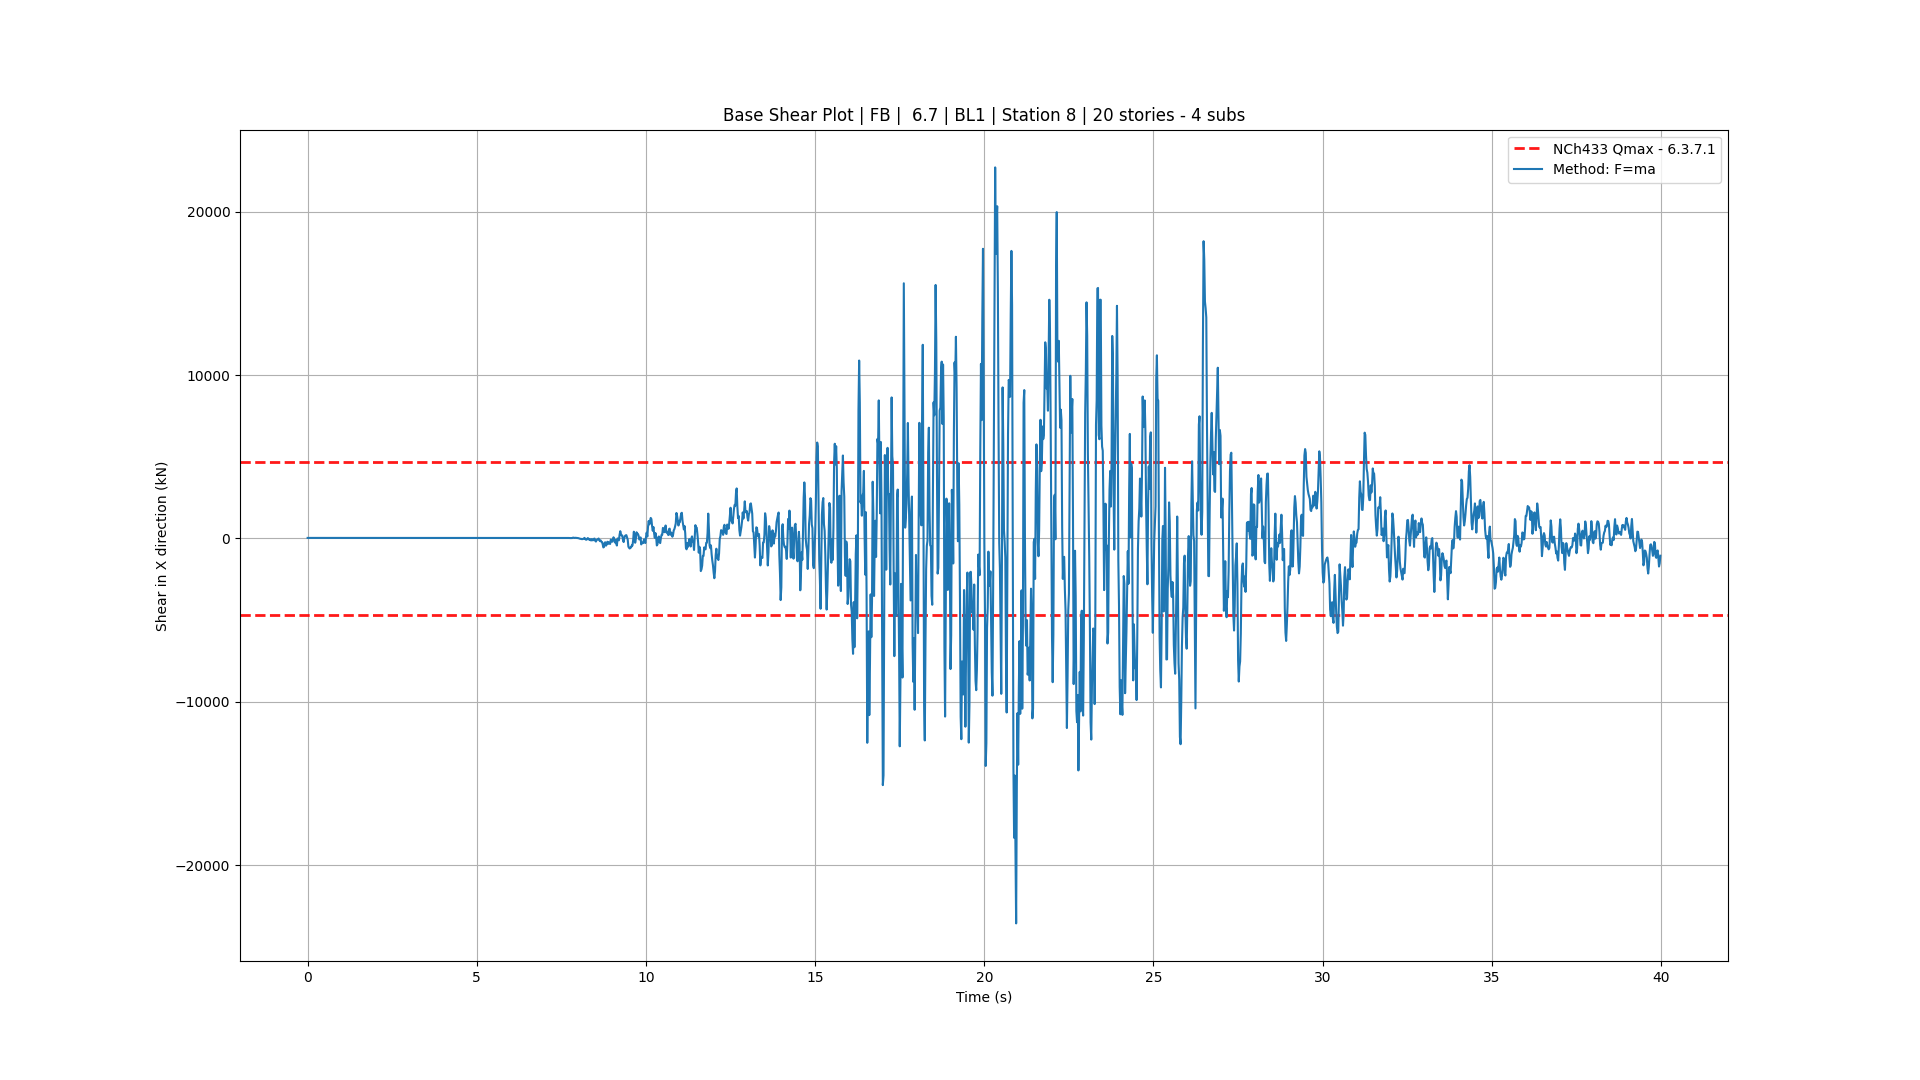 Base Shear Plot | FB |  6.7 | BL1 | Station 8 | 20 stories - 4 subs
NCh433 Qmax - 6.3.7.1
Method: F=ma
Shear in X direction (kN)
20000
10000
0
−10000
−20000
0 5 10 15 20 25 30 35 40
Time (s)